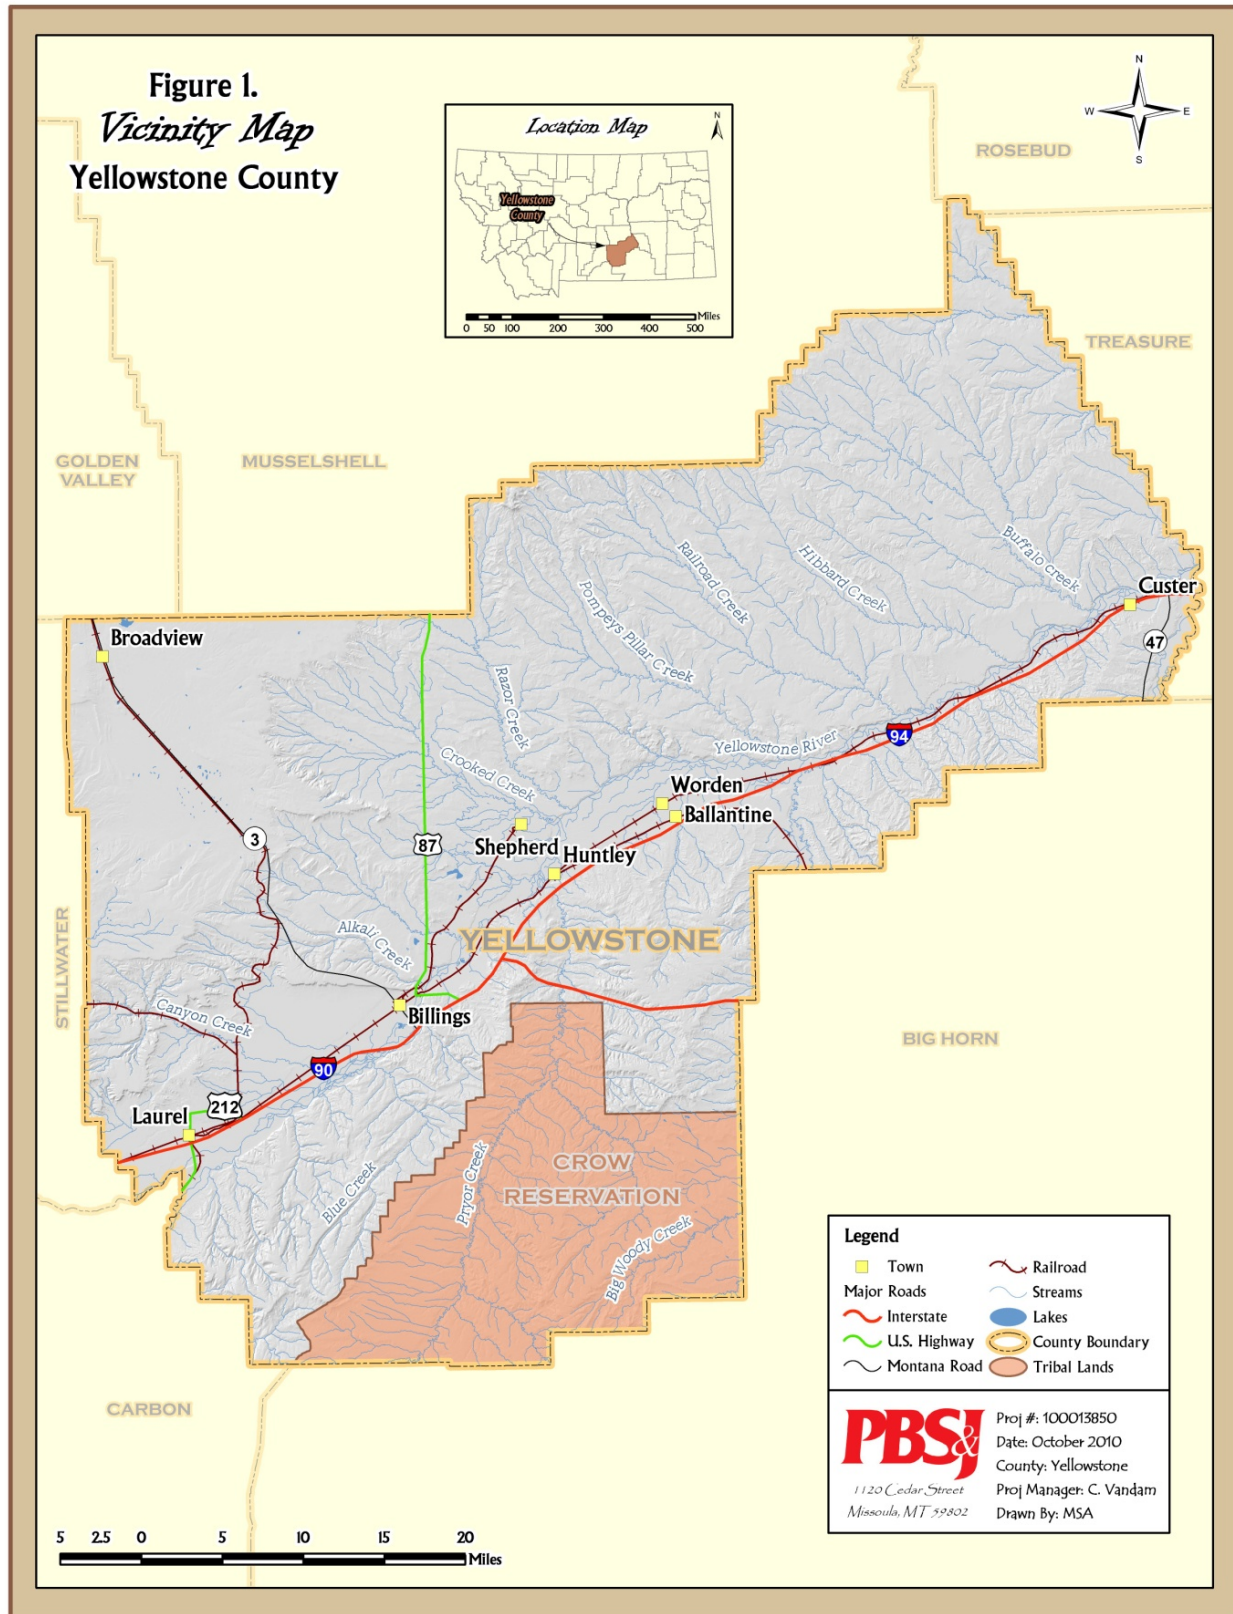 Figure 1.
Vicinity Map
Yellowstone County
Location Map
N
Yellowstone
County
Miles
0 50 100 200 300 400 500
N
W E
S
ROSEBUD
TREASURE
GOLDEN
VALLEY
MUSSELSHELL
Buffalo creek
Custer
Railroad Creek
Hibbard Creek
Pompeys Pillar Creek
Broadview
47
Razor Creek
Yellowstone River
94
Crooked Creek
Worden
Ballantine
3
87
Shepherd
Huntley
STILLWATER
Alkali Creek
YELLOWSTONE
Canyon Creek
Billings
BIG HORN
90
212
Laurel
Blue Creek
Pryor Creek
CROW
RESERVATION
Big Woody Creek
CARBON
Legend
Town
Railroad
Major Roads
Streams
Interstate
Lakes
U.S. Highway
County Boundary
Montana Road
Tribal Lands
PBS&J
1120 Cedar Street
Missoula, MT 59802
Proj #: 100013850
Date: October 2010
County: Yellowstone
Proj Manager: C. Vandam
Drawn By: MSA
5 2.5 0 5 10 15 20
Miles